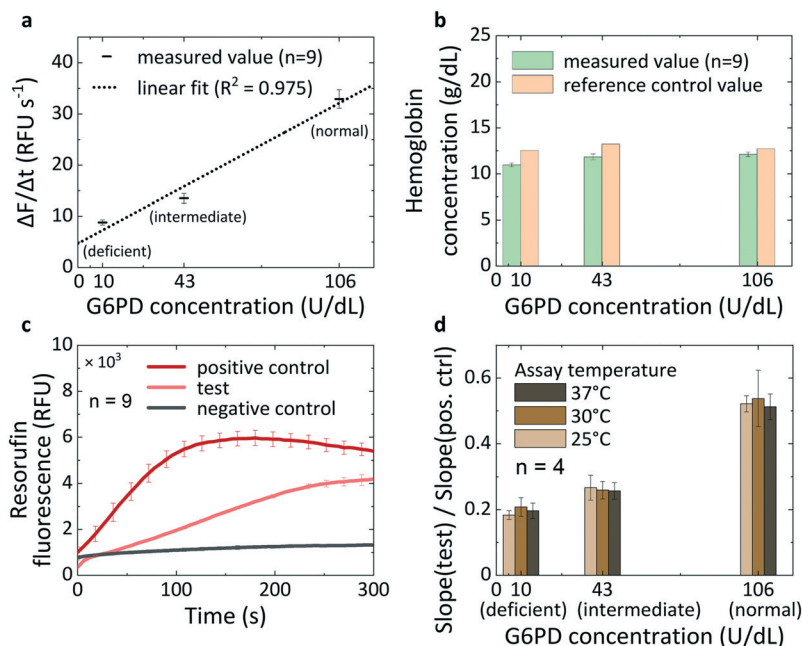 a
ΔF/Δt (RFU s⁻¹)
40
30
20
10
0
measured value (n=9)
linear fit (R² = 0.975)
(normal)
(intermediate)
(deficient)
0 10 43 106
G6PD concentration (U/dL)
b
Hemoglobin
concentration (g/dL)
25
20
15
10
5
0
measured value (n=9)
reference control value
0 10 43 106
G6PD concentration (U/dL)
c
Resorufin
fluorescence (RFU)
10
8
6
4
2
0
× 10³
n = 9
positive control
test
negative control
0 100 200 300
Time (s)
d
Slope(test) / Slope(pos. ctrl)
0.6
0.4
0.2
0.0
Assay temperature
37°C
30°C
25°C
n = 4
0 10 43 106
(deficient) (intermediate) (normal)
G6PD concentration (U/dL)